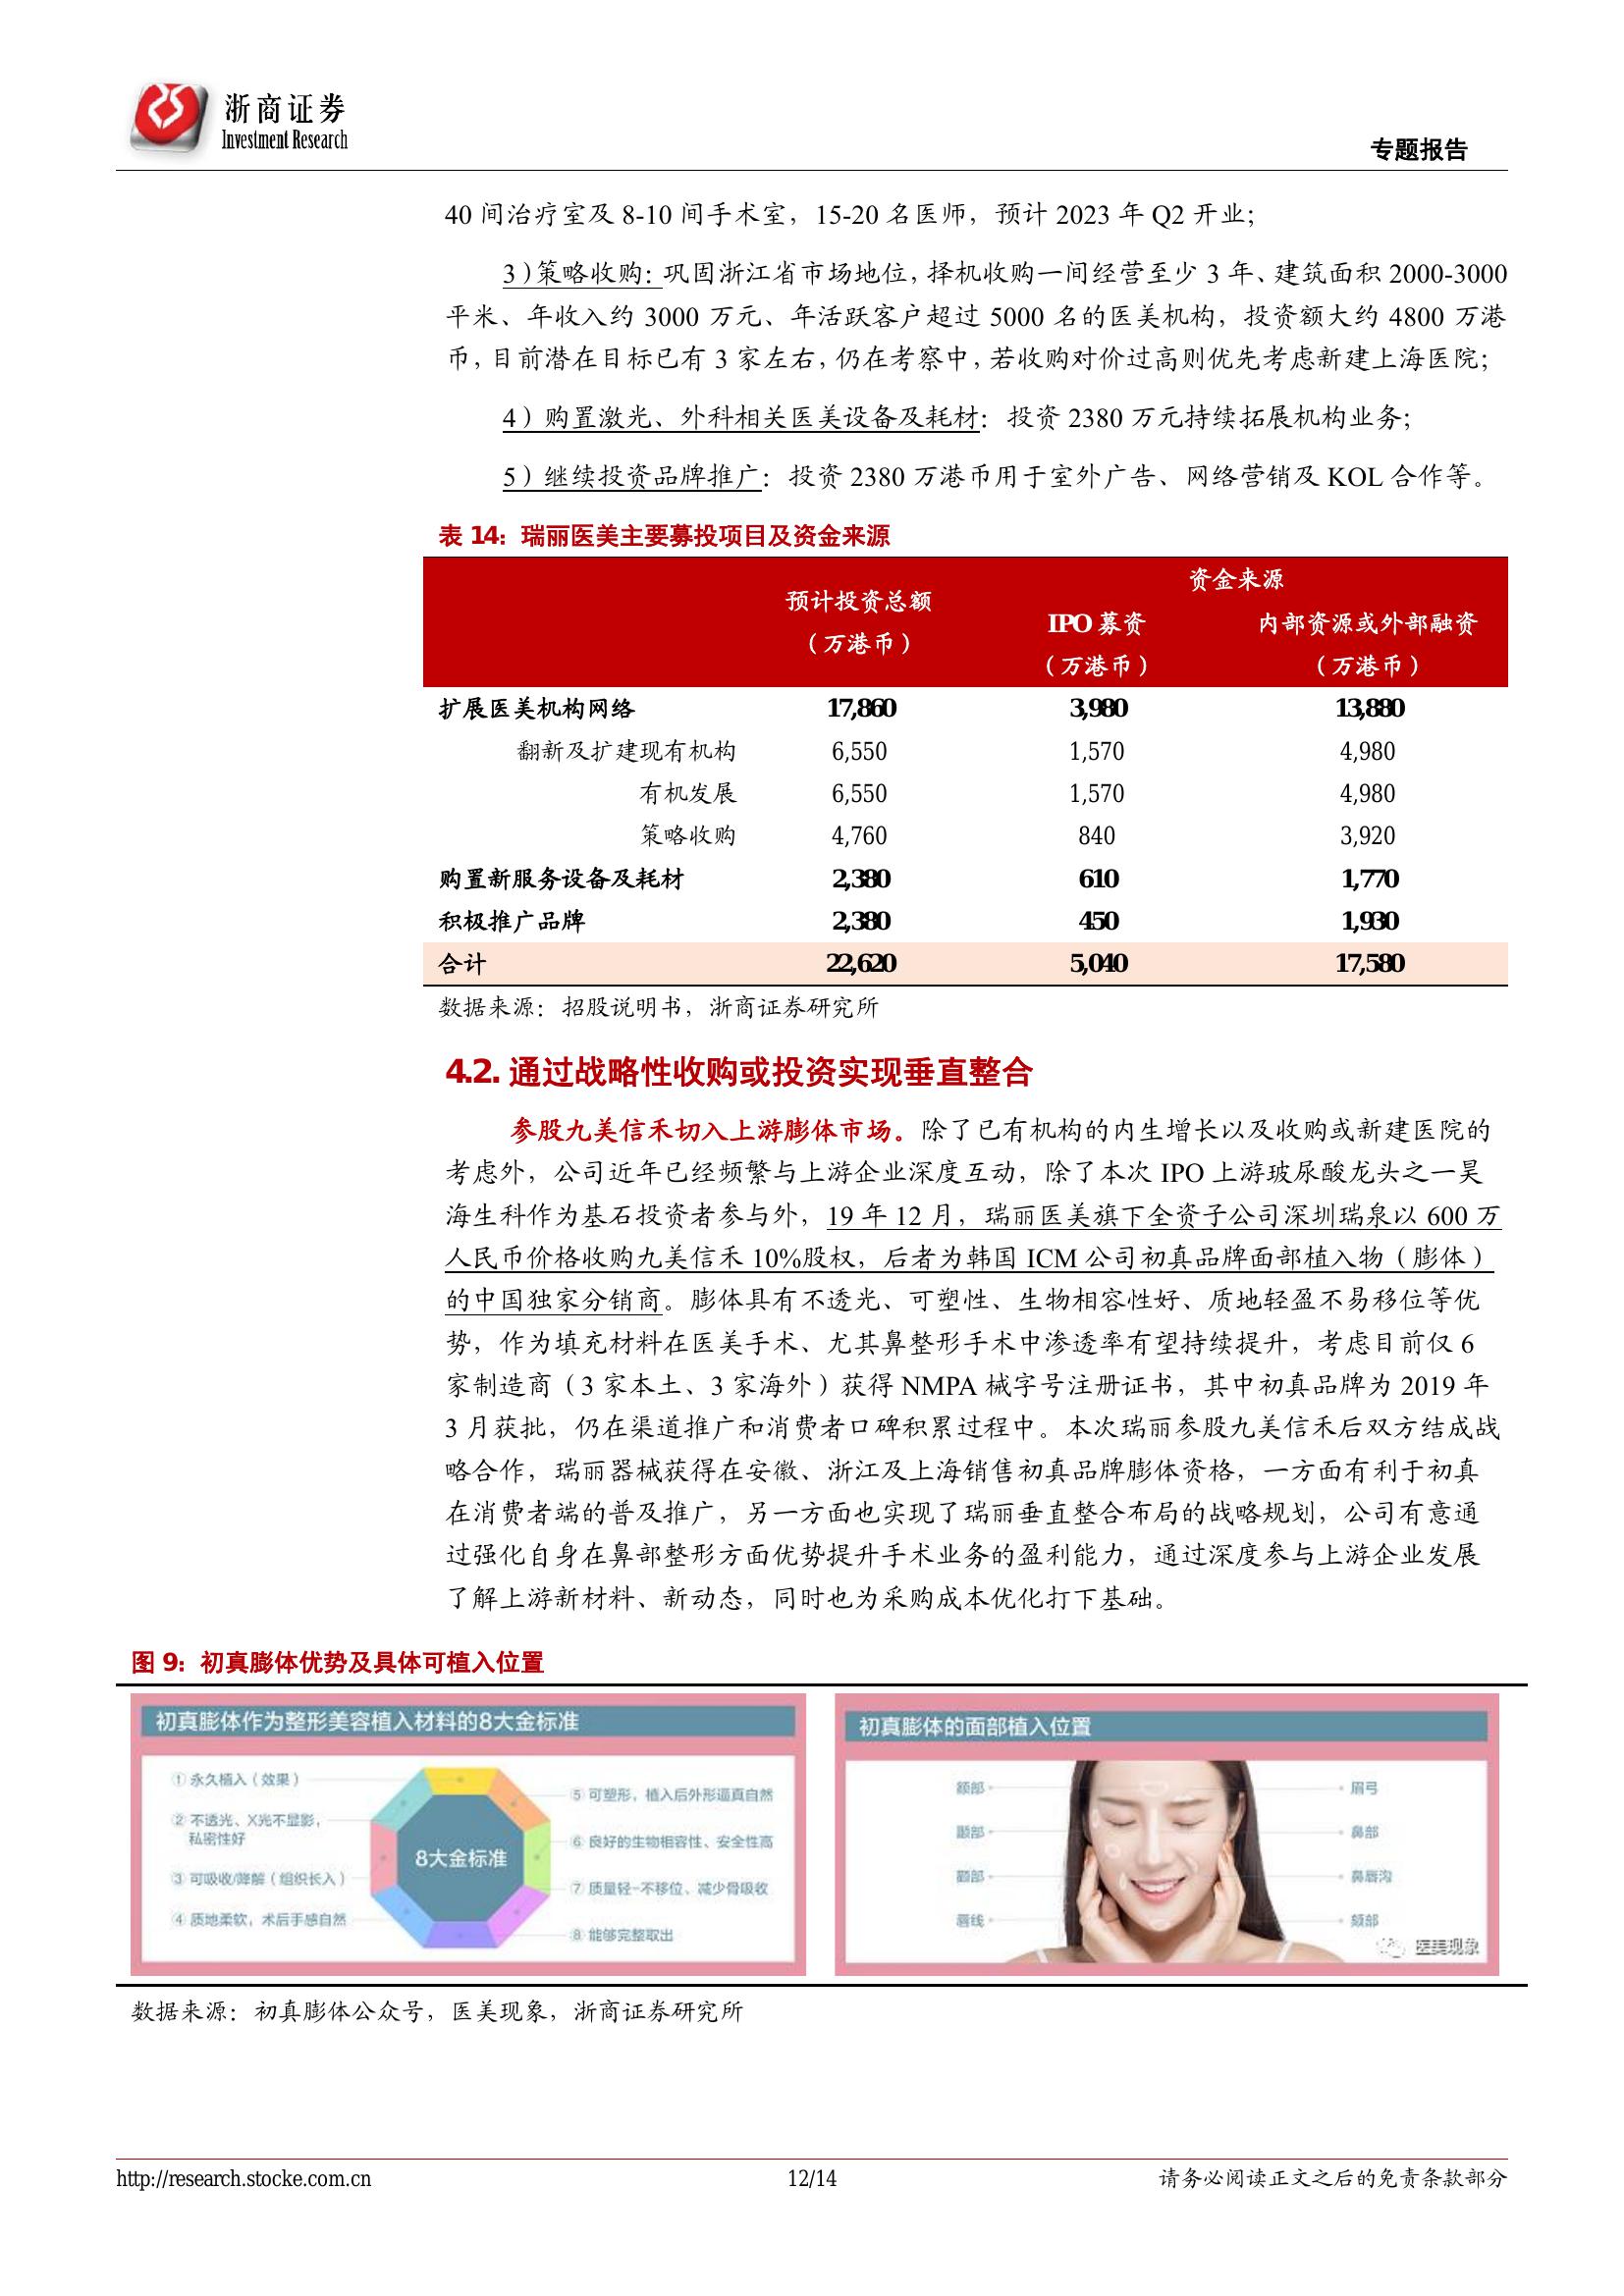 浙商证券
Investment Research
专题报告
40 间治疗室及 8-10 间手术室，15-20 名医师，预计 2023 年 Q2 开业；
3）策略收购：巩固浙江省市场地位，择机收购一间经营至少 3 年、建筑面积 2000-3000
平米、年收入约 3000 万元、年活跃客户超过 5000 名的医美机构，投资额大约 4800 万港
币，目前潜在目标已有 3 家左右，仍在考察中，若收购对价过高则优先考虑新建上海医院；
4）购置激光、外科相关医美设备及耗材：投资 2380 万元持续拓展机构业务；
5）继续投资品牌推广：投资 2380 万港币用于室外广告、网络营销及 KOL 合作等。
表 14：瑞丽医美主要募投项目及资金来源
资金来源
预计投资总额 IPO 募资 内部资源或外部融资
（万港币） （万港币） （万港币）
扩展医美机构网络 17,860 3,980 13,880
翻新及扩建现有机构 6,550 1,570 4,980
有机发展 6,550 1,570 4,980
策略收购 4,760 840 3,920
购置新服务设备及耗材 2,380 610 1,770
积极推广品牌 2,380 450 1,930
合计 22,620 5,040 17,580
数据来源：招股说明书，浙商证券研究所
4.2. 通过战略性收购或投资实现垂直整合
参股九美信禾切入上游膨体市场。除了已有机构的内生增长以及收购或新建医院的
考虑外，公司近年已经频繁与上游企业深度互动，除了本次 IPO 上游玻尿酸龙头之一昊
海生科作为基石投资者参与外，19 年 12 月，瑞丽医美旗下全资子公司深圳瑞泉以 600 万
人民币价格收购九美信禾 10%股权，后者为韩国 ICM 公司初真品牌面部植入物（膨体）
的中国独家分销商。膨体具有不透光、可塑性、生物相容性好、质地轻盈不易移位等优
势，作为填充材料在医美手术、尤其鼻整形手术中渗透率有望持续提升，考虑目前仅 6
家制造商（3 家本土、3 家海外）获得 NMPA 械字号注册证书，其中初真品牌为 2019 年
3 月获批，仍在渠道推广和消费者口碑积累过程中。本次瑞丽参股九美信禾后双方结成战
略合作，瑞丽器械获得在安徽、浙江及上海销售初真品牌膨体资格，一方面有利于初真
在消费者端的普及推广，另一方面也实现了瑞丽垂直整合布局的战略规划，公司有意通
过强化自身在鼻部整形方面优势提升手术业务的盈利能力，通过深度参与上游企业发展
了解上游新材料、新动态，同时也为采购成本优化打下基础。
图 9：初真膨体优势及具体可植入位置
初真膨体作为整形美容植入材料的8大金标准
① 永久植入（效果）
② 不透光、X光不显影，
私密性好
③ 可吸收/降解（组织长入）
④ 质地柔软，术后手感自然
8大金标准
⑤ 可塑形，植入后外形逼真自然
⑥ 良好的生物相容性、安全性高
⑦ 质量轻-不移位、减少骨吸收
⑧ 能够完整取出
初真膨体的面部植入位置
额部
颞部
颧部
唇线
眉弓
鼻部
鼻唇沟
颏部
医美现象
数据来源：初真膨体公众号，医美现象，浙商证券研究所
http://research.stocke.com.cn
12/14
请务必阅读正文之后的免责条款部分